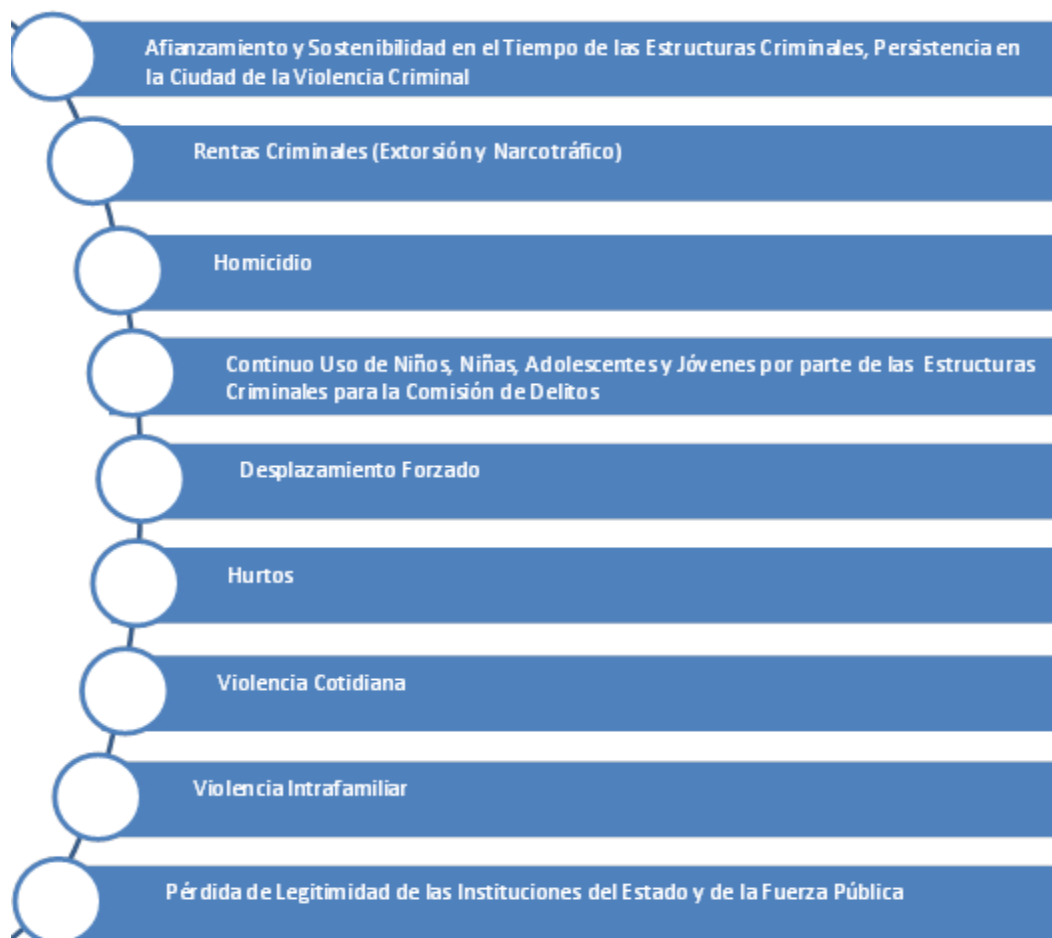 Afianzamiento y Sostenibilidad en el Tiempo de las Estructuras Criminales, Persistencia en
la Ciudad de la Violencia Criminal
Rentas Criminales (Extorsión y Narcotráfico)
Homicidio
Continuo Uso de Niños, Niñas, Adolescentes y Jóvenes por parte de las Estructuras
Criminales para la Comisión de Delitos
Desplazamiento Forzado
Hurtos
Violencia Cotidiana
Violencia Intrafamiliar
Pérdida de Legitimidad de las Instituciones del Estado y de la Fuerza Pública